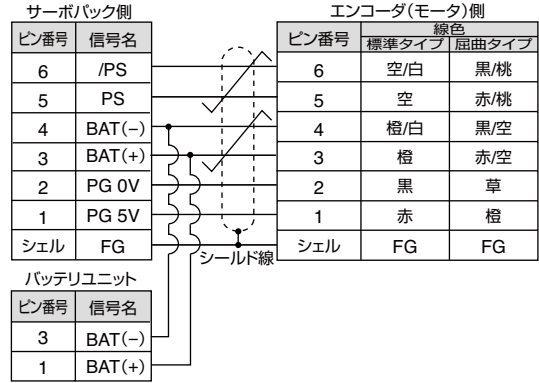 サーボパック側
ピン番号 信号名
6 /PS
5 PS
4 BAT(−)
3 BAT(+)
2 PG 0V
1 PG 5V
シェル FG
シールド線
エンコーダ(モータ)側
ピン番号 線色
標準タイプ 屈曲タイプ
6 空/白 黒/桃
5 空 赤/桃
4 橙/白 黒/空
3 橙 赤/空
2 黒 草
1 赤 橙
シェル FG FG
バッテリユニット
ピン番号 信号名
3 BAT(−)
1 BAT(+)